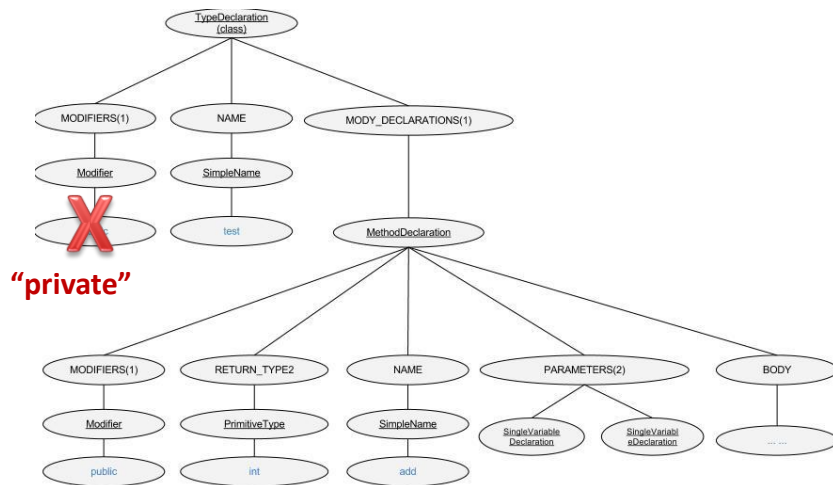 TypeDeclaration
(class)
MODIFIERS(1)
NAME
MODY_DECLARATIONS(1)
Modifier
SimpleName
test
MethodDeclaration
“private”
MODIFIERS(1)
RETURN_TYPE2
NAME
PARAMETERS(2)
BODY
Modifier
PrimitiveType
SimpleName
SingleVariable
Declaration
SingleVariabl
eDeclaration
... ...
public
int
add